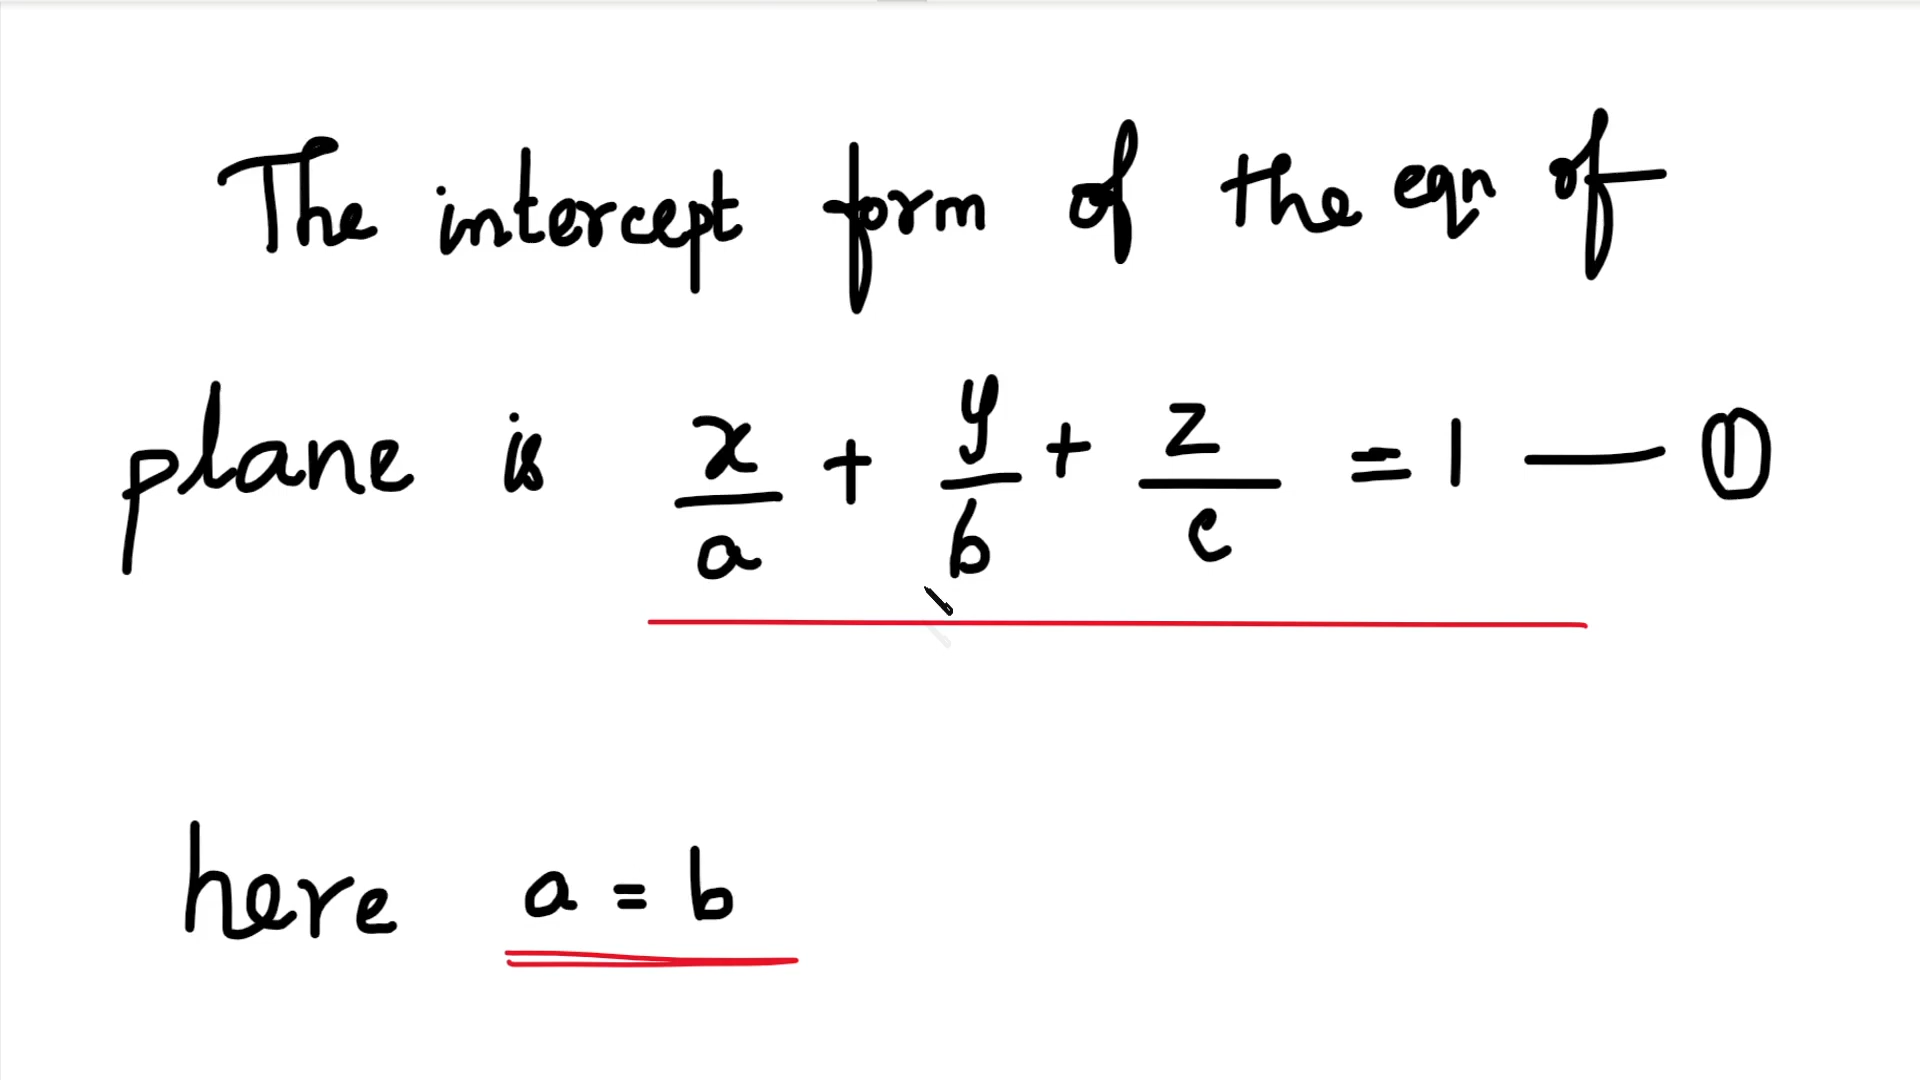 The intercept form of the eqn of
plane is x/a + y/b + z/c = 1 — ①
here a = b